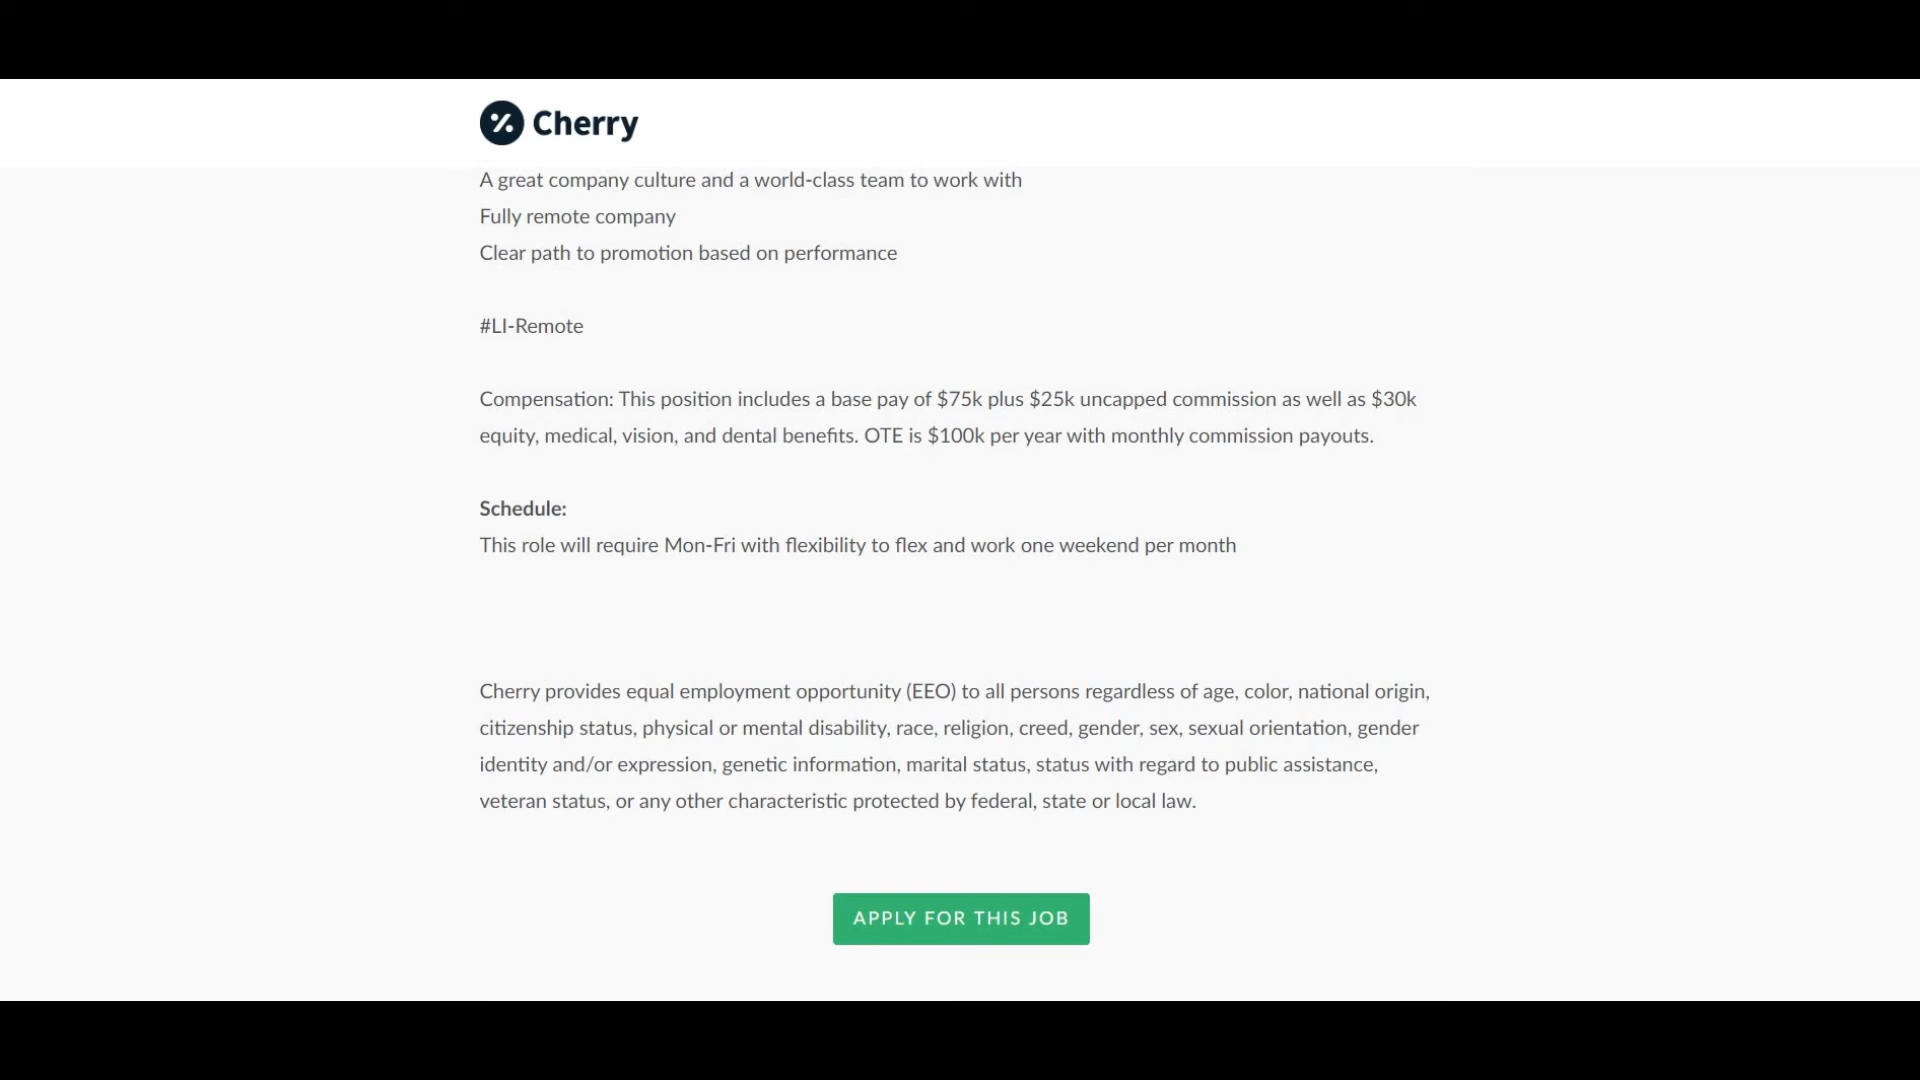 Cherry
A great company culture and a world-class team to work with
Fully remote company
Clear path to promotion based on performance
#LI-Remote
Compensation: This position includes a base pay of $75k plus $25k uncapped commission as well as $30k
equity, medical, vision, and dental benefits. OTE is $100k per year with monthly commission payouts.
Schedule:
This role will require Mon-Fri with flexibility to flex and work one weekend per month
Cherry provides equal employment opportunity (EEO) to all persons regardless of age, color, national origin,
citizenship status, physical or mental disability, race, religion, creed, gender, sex, sexual orientation, gender
identity and/or expression, genetic information, marital status, status with regard to public assistance,
veteran status, or any other characteristic protected by federal, state or local law.
APPLY FOR THIS JOB